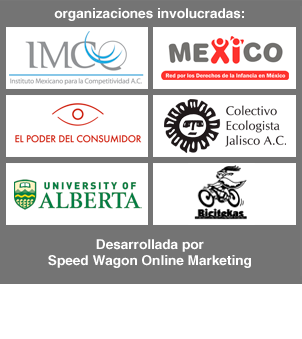 organizaciones involucradas:
IMCO
Instituto Mexicano para la Competitividad A.C.
MEXICO
Red por los Derechos de la Infancia en México
EL PODER DEL CONSUMIDOR
Colectivo
Ecologista
Jalisco A.C.
UNIVERSITY OF
ALBERTA
BiciteKas
Desarrollada por
Speed Wagon Online Marketing